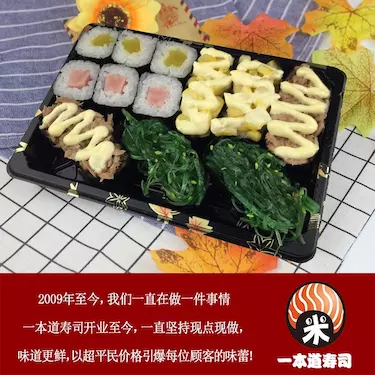 2009年至今,我们一直在做一件事情
一本道寿司开业至今,一直坚持现点现做,
味道更鲜,以超平民价格引爆每位顾客的味蕾!
米
一本道寿司